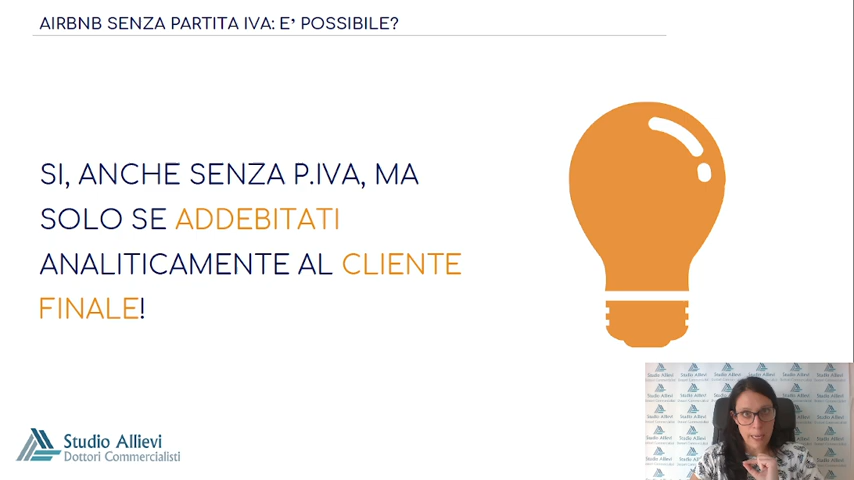 AIRBNB SENZA PARTITA IVA: E’ POSSIBILE?
SI, ANCHE SENZA P.IVA, MA
SOLO SE ADDEBITATI
ANALITICAMENTE AL CLIENTE
FINALE!
Studio Allievi
Dottori Commercialisti